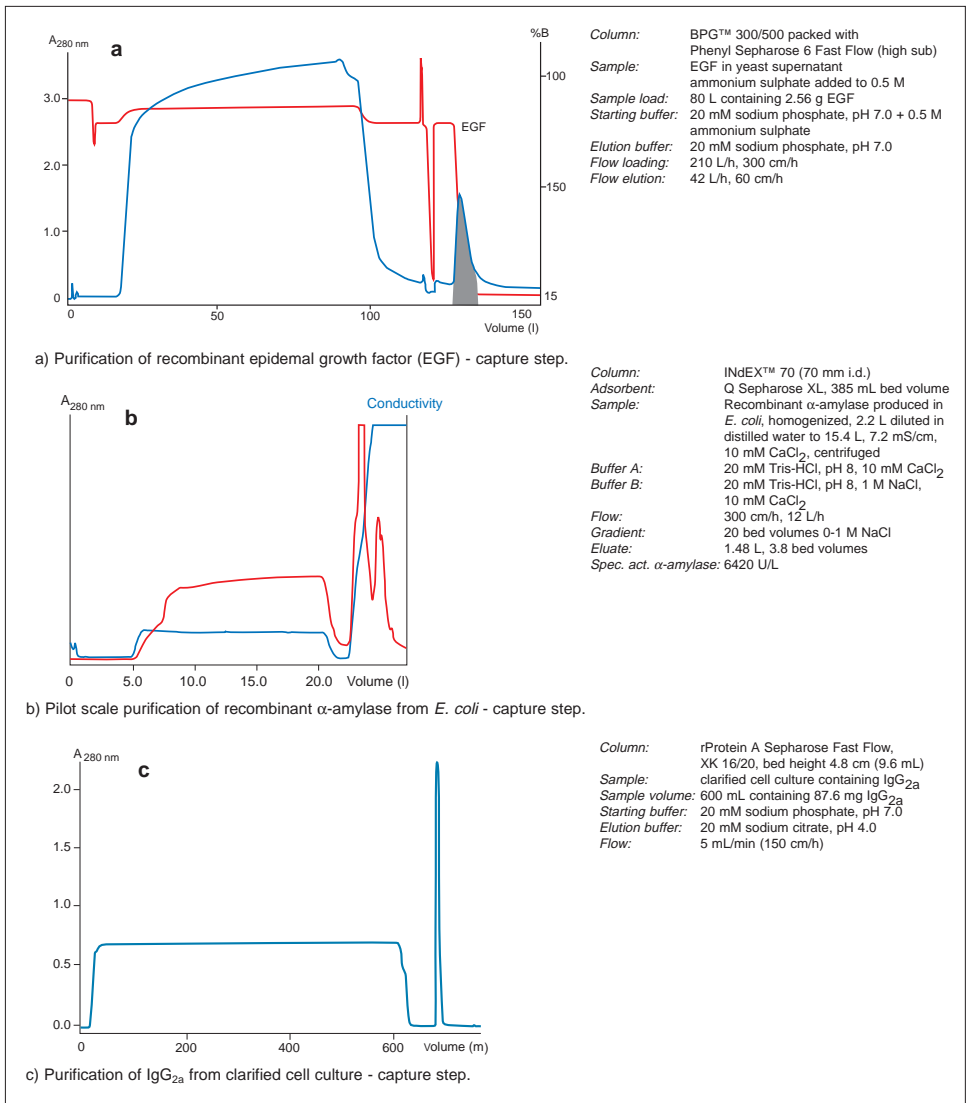 A280 nm
a
%B
100
3.0
EGF
2.0
150
1.0
0
15
0
50
100
150
Volume (l)
Column: BPG™ 300/500 packed with
Phenyl Sepharose 6 Fast Flow (high sub)
Sample: EGF in yeast supernatant
ammonium sulphate added to 0.5 M
Sample load: 80 L containing 2.56 g EGF
Starting buffer: 20 mM sodium phosphate, pH 7.0 + 0.5 M
ammonium sulphate
Elution buffer: 20 mM sodium phosphate, pH 7.0
Flow loading: 210 L/h, 300 cm/h
Flow elution: 42 L/h, 60 cm/h
a) Purification of recombinant epidemal growth factor (EGF) - capture step.
A280 nm
b
Conductivity
0 5.0 10.0 15.0 20.0 Volume (l)
Column: INdEX™ 70 (70 mm i.d.)
Adsorbent: Q Sepharose XL, 385 mL bed volume
Sample: Recombinant α-amylase produced in
E. coli, homogenized, 2.2 L diluted in
distilled water to 15.4 L, 7.2 mS/cm,
10 mM CaCl2, centrifuged
Buffer A: 20 mM Tris-HCl, pH 8, 10 mM CaCl2
Buffer B: 20 mM Tris-HCl, pH 8, 1 M NaCl,
10 mM CaCl2
Flow: 300 cm/h, 12 L/h
Gradient: 20 bed volumes 0-1 M NaCl
Eluate: 1.48 L, 3.8 bed volumes
Spec. act. α-amylase: 6420 U/L
b) Pilot scale purification of recombinant α-amylase from E. coli - capture step.
A280 nm
c
2.0
1.5
1.0
0.5
0.0
0 200 400 600 Volume (m)
Column: rProtein A Sepharose Fast Flow,
XK 16/20, bed height 4.8 cm (9.6 mL)
Sample: clarified cell culture containing IgG2a
Sample volume: 600 mL containing 87.6 mg IgG2a
Starting buffer: 20 mM sodium phosphate, pH 7.0
Elution buffer: 20 mM sodium citrate, pH 4.0
Flow: 5 mL/min (150 cm/h)
c) Purification of IgG2a from clarified cell culture - capture step.